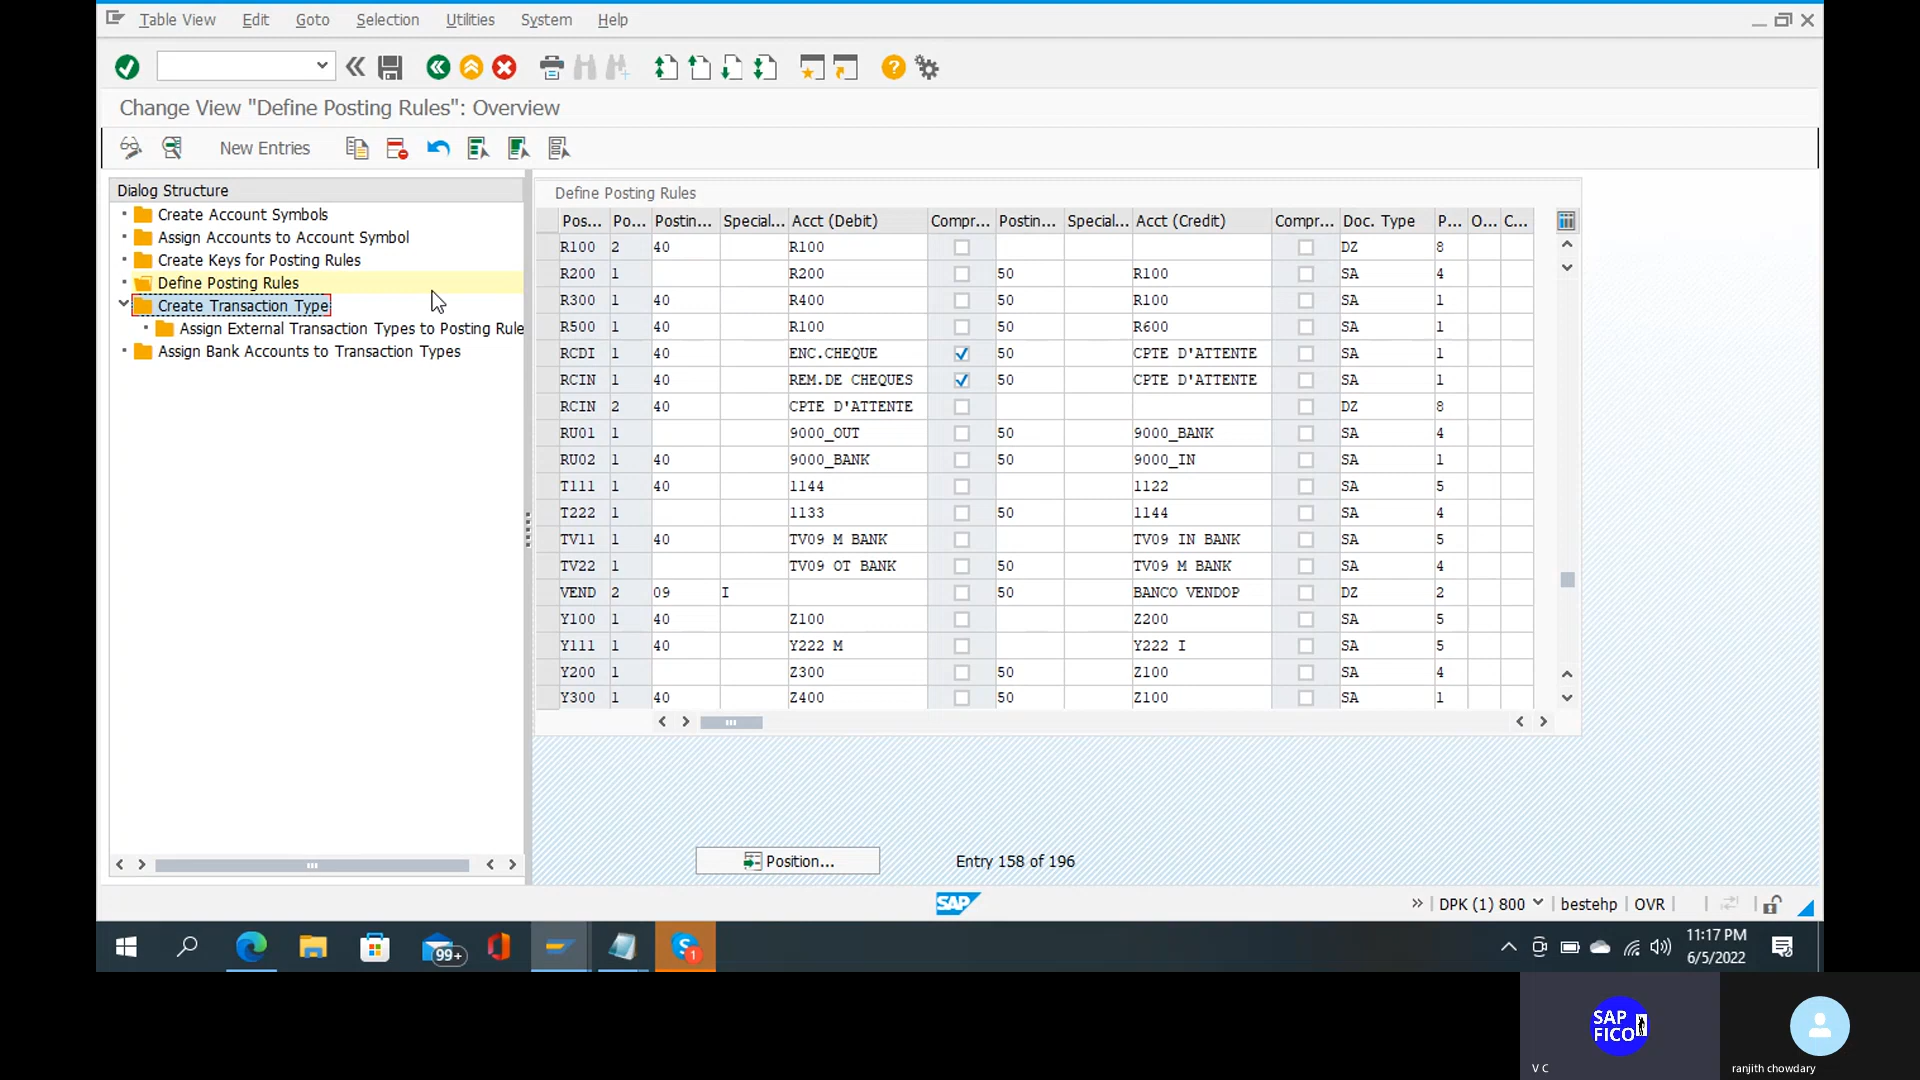 Table View Edit Goto Selection Utilities System Help
Change View "Define Posting Rules": Overview
New Entries
Dialog Structure
Create Account Symbols
Assign Accounts to Account Symbol
Create Keys for Posting Rules
Define Posting Rules
Create Transaction Type
Assign External Transaction Types to Posting Rule
Assign Bank Accounts to Transaction Types
Define Posting Rules
Pos... Po... Postin... Special... Acct (Debit) Compr... Postin... Special... Acct (Credit) Compr... Doc. Type P... O... C...
R100 2 40 R100 DZ 8
R200 1 R200 50 R100 SA 4
R300 1 40 R400 50 R100 SA 1
R500 1 40 R100 50 R600 SA 1
RCDI 1 40 ENC.CHEQUE 50 CPTE D'ATTENTE SA 1
RCIN 1 40 REM.DE CHEQUES 50 CPTE D'ATTENTE SA 1
RCIN 2 40 CPTE D'ATTENTE DZ 8
RU01 1 9000_OUT 50 9000_BANK SA 4
RU02 1 40 9000_BANK 50 9000_IN SA 1
T111 1 40 1144 1122 SA 5
T222 1 1133 50 1144 SA 4
TV11 1 40 TV09 M BANK TV09 IN BANK SA 5
TV22 1 TV09 OT BANK 50 TV09 M BANK SA 4
VEND 2 09 I 50 BANCO VENDOP DZ 2
Y100 1 40 Z100 Z200 SA 5
Y111 1 40 Y222 M Y222 I SA 5
Y200 1 Z300 50 Z100 SA 4
Y300 1 40 Z400 50 Z100 SA 1
Position... Entry 158 of 196
SAP DPK (1) 800 bestehp OVR
99+ S 1 11:17 PM
6/5/2022
SAP
FICO
V C ranjith chowdary